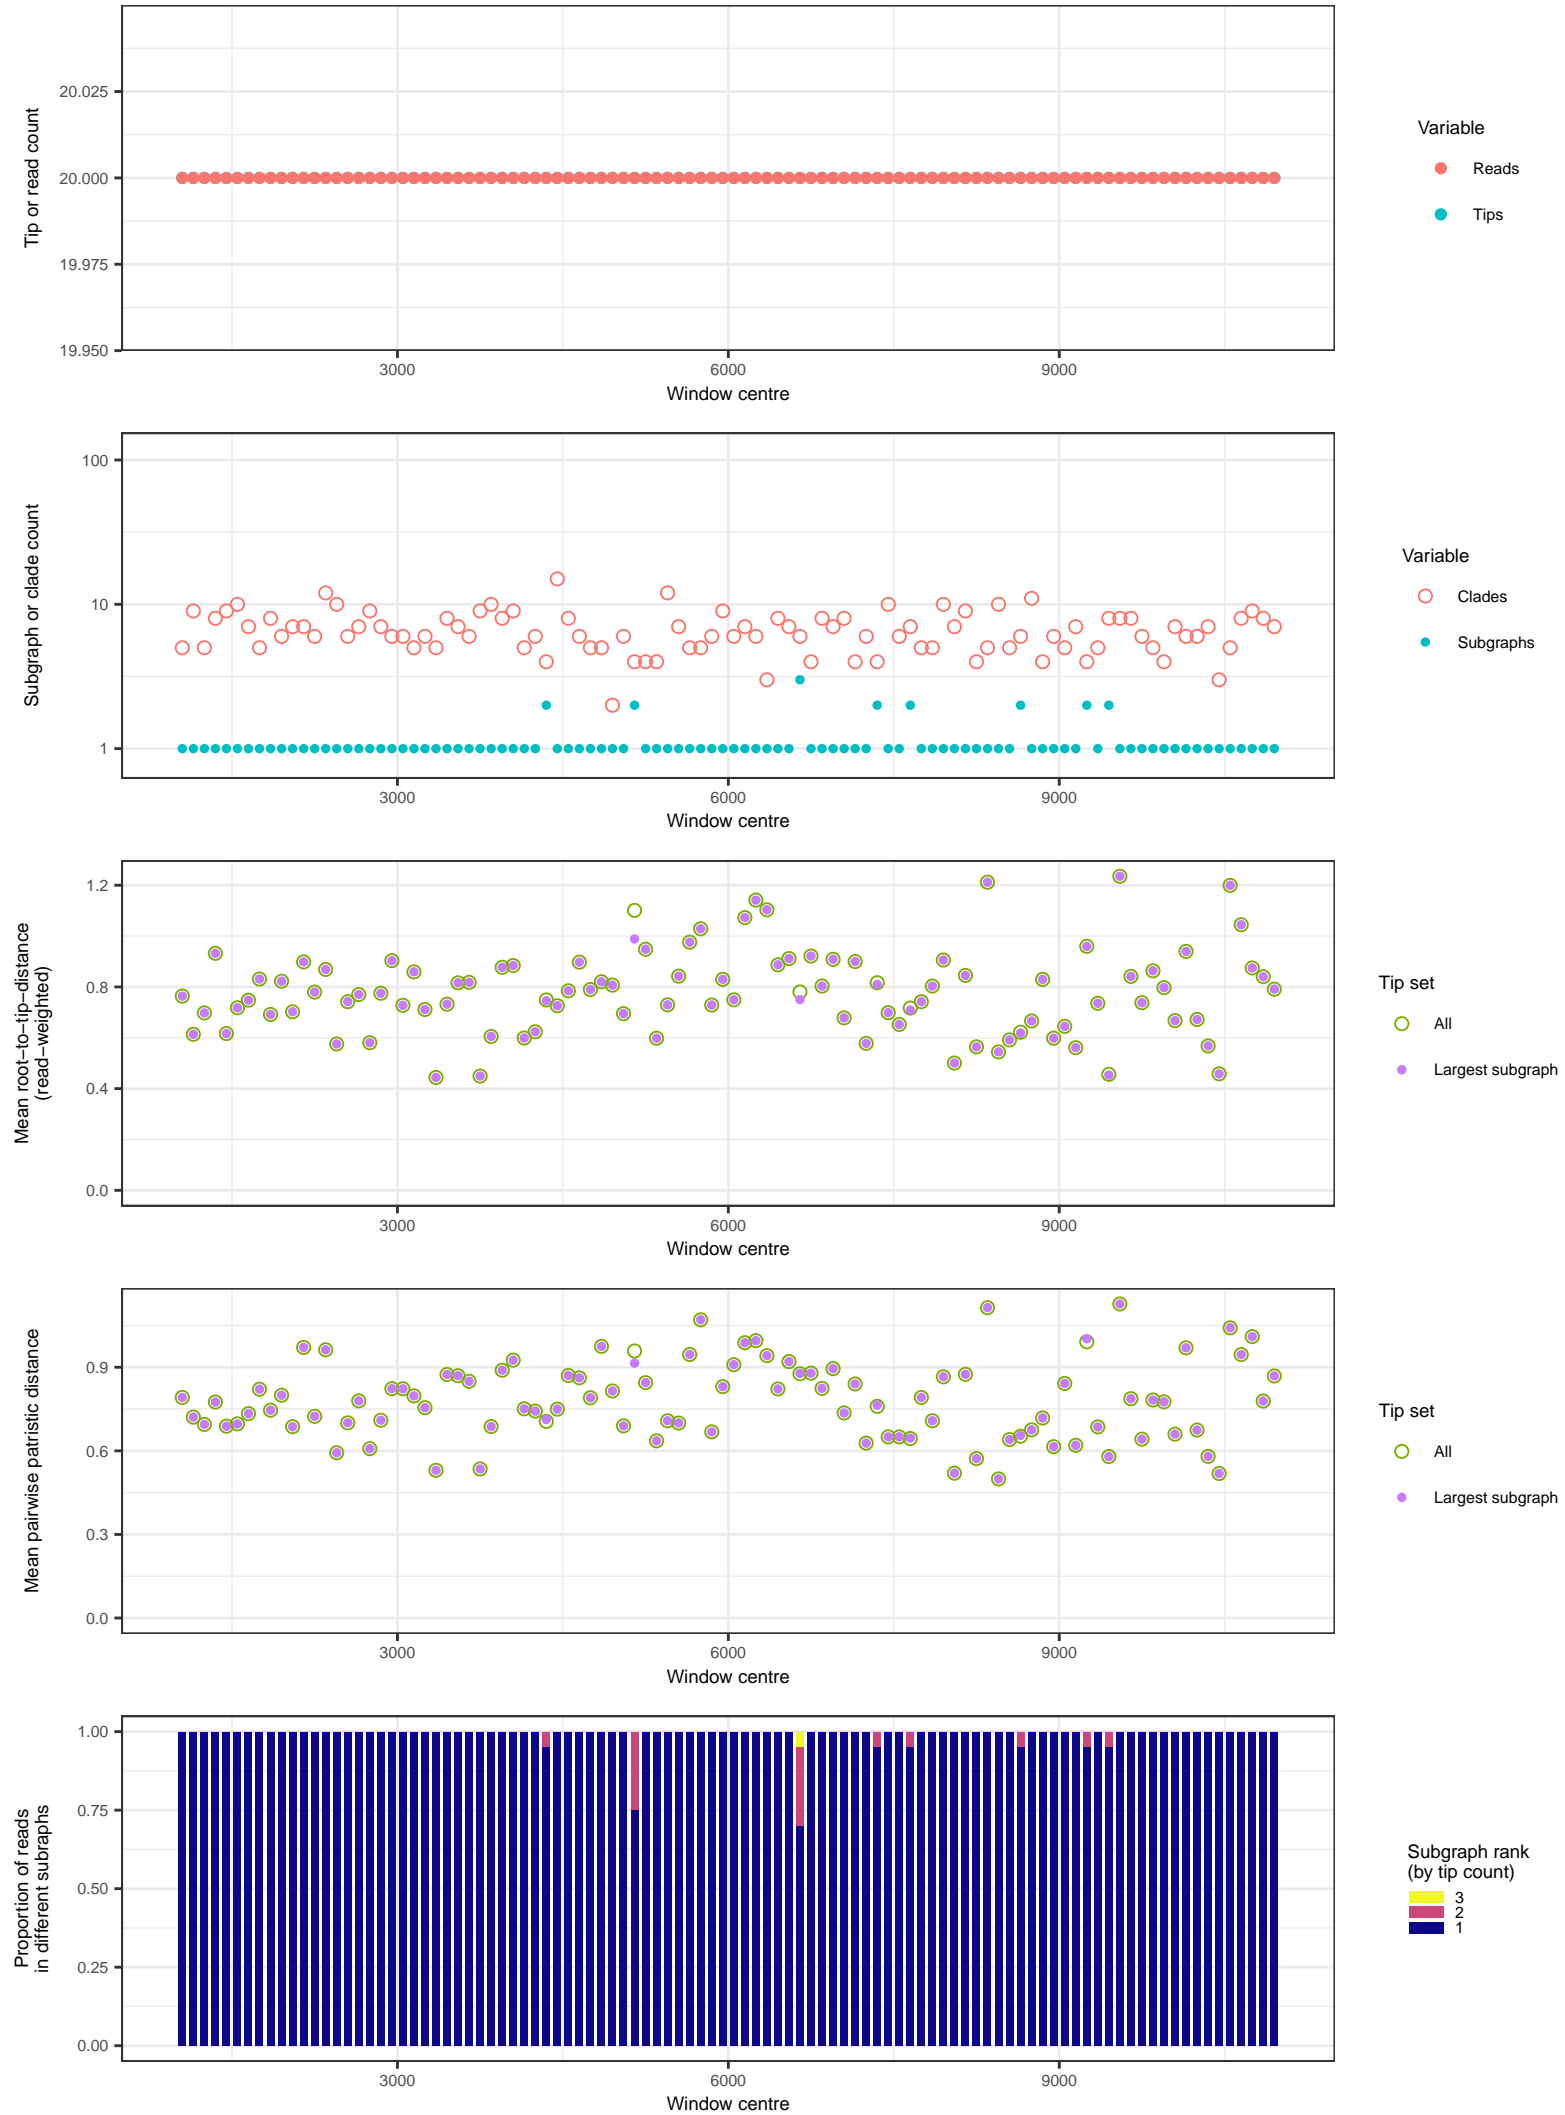 20.025
20.000
19.975
19.950
Tip or read count
3000
6000
9000
Window centre
Variable
Reads
Tips
100
10
1
Subgraph or clade count
3000
6000
9000
Window centre
Variable
Clades
Subgraphs
1.2
0.8
0.4
0.0
Mean root−to−tip−distance
(read−weighted)
3000
6000
9000
Window centre
Tip set
All
Largest subgraph
0.9
0.6
0.3
0.0
Mean pairwise patristic distance
3000
6000
9000
Window centre
Tip set
All
Largest subgraph
1.00
0.75
0.50
0.25
0.00
Proportion of reads
in different subraphs
3000
6000
9000
Window centre
Subgraph rank
(by tip count)
3
2
1